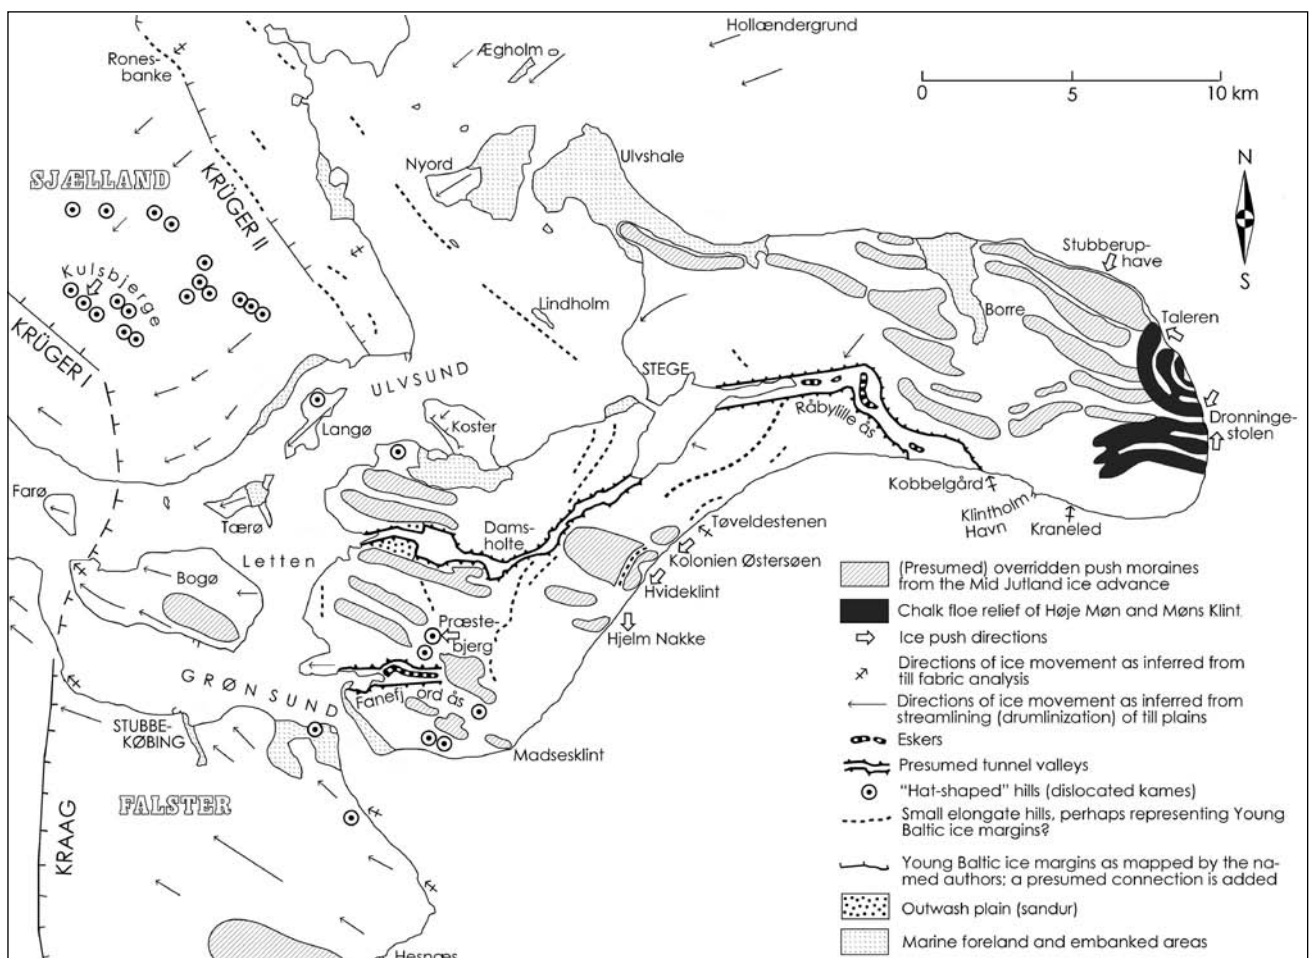 Hollændergrund
Rones-
banke
Ægholm
0
5
10 km
N
S
Nyord
Ulvshale
SJÆLLAND
KRÜGER II
Kulsbjerge
KRÜGER I
Stubberup-
have
Lindholm
Borre
Taleren
ULVSUND
STEGE
Råbylille ås
Dronninge-
stolen
Langø
Koster
Farø
Tærø
Kobbelgård
Klintholm
Havn
Kraneled
Dams-
holte
Tøveldestenen
Letten
Kolonien Østersøen
Bogø
Hvideklint
Præste-
bjerg
Hjelm Nakke
GRØNSUND
Fanefjord ås
STUBBE-
KØBING
Madsesklint
FALSTER
KRAAG
Hesnæs
(Presumed) overridden push moraines
from the Mid Jutland ice advance
Chalk floe relief of Høje Møn and Møns Klint
Ice push directions
Directions of ice movement as inferred from
till fabric analysis
Directions of ice movement as inferred from
streamlining (drumlinization) of till plains
Eskers
Presumed tunnel valleys
“Hat-shaped” hills (dislocated kames)
Small elongate hills, perhaps representing Young
Baltic ice margins?
Young Baltic ice margins as mapped by the na-
med authors; a presumed connection is added
Outwash plain (sandur)
Marine foreland and embanked areas